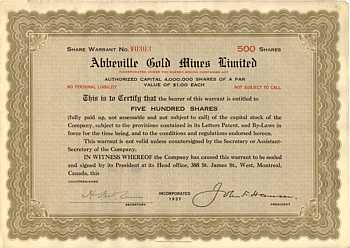 SHARE WARRANT No. V0303 500 SHARES
Abbeville Gold Mines Limited
INCORPORATED UNDER THE QUEBEC MINING COMPANIES ACT
AUTHORIZED CAPITAL 4,000,000 SHARES OF A PAR
NO PERSONAL LIABILITY VALUE OF $1.00 EACH NOT SUBJECT TO CALL
This is to Certify that the bearer of this warrant is entitled to
FIVE HUNDRED SHARES
(fully paid up, not assessable and not subject to call) of the capital stock of the
Company, subject to the provisions contained in its Letters Patent, and By-Laws in
force for the time being, and to the conditions and regulations endorsed hereon.
This warrant is not valid unless countersigned by the Secretary or Assistant-
Secretary of the Company.
IN WITNESS WHEREOF the Company has caused this warrant to be sealed
and signed by its President at its Head office, 388 St. James St., West, Montreal,
Canada, this
SECRETARY
INCORPORATED
1937
PRESIDENT